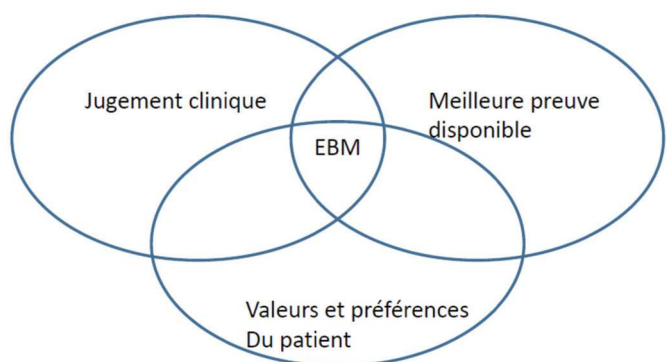 Jugement clinique
Meilleure preuve
disponible
EBM
Valeurs et préférences
Du patient